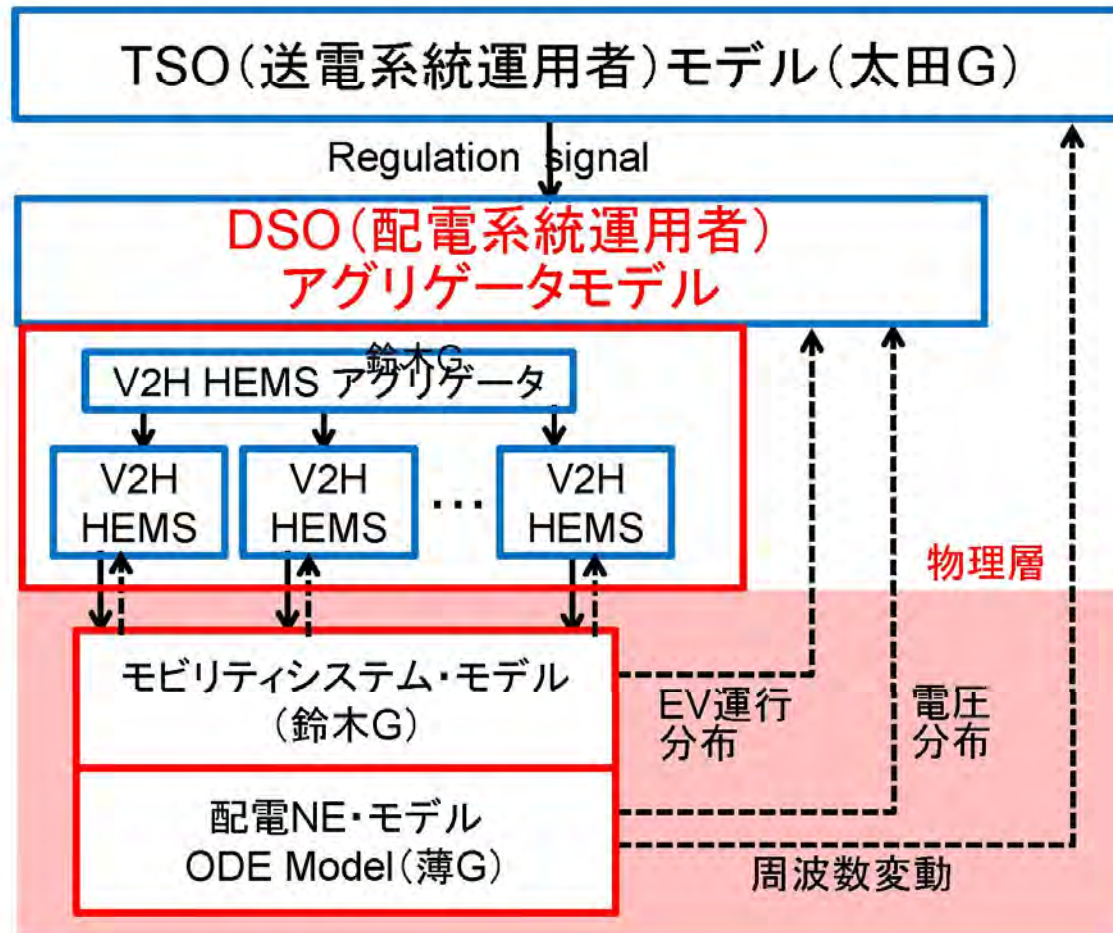 TSO（送電系統運用者）モデル（太田G）
Regulation signal
DSO（配電系統運用者）
アグリゲータモデル
鈴木G
V2H HEMS アグリゲータ
V2H
HEMS
V2H
HEMS
…
V2H
HEMS
物理層
モビリティシステム・モデル
（鈴木G）
EV運行
分布
電圧
分布
配電NE・モデル
ODE Model（薄G）
周波数変動